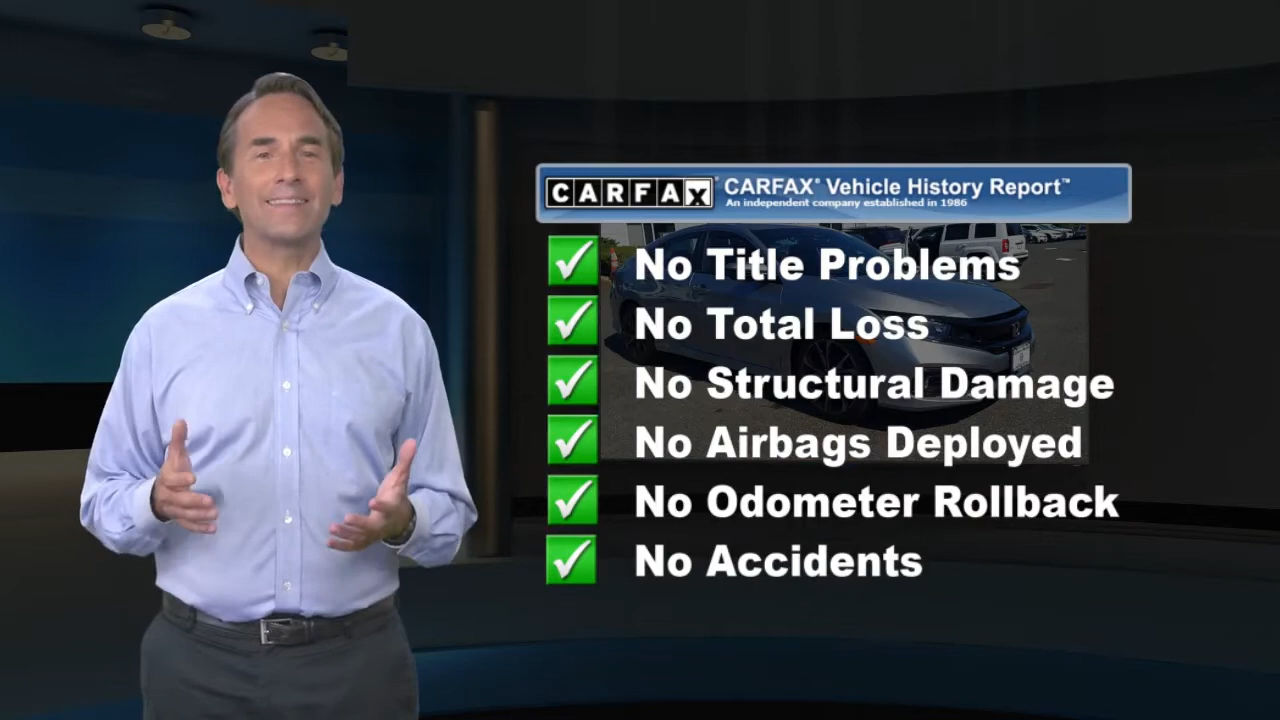 CARFAX® CARFAX® Vehicle History Report™
An independent company established in 1986
No Title Problems
No Total Loss
No Structural Damage
No Airbags Deployed
No Odometer Rollback
No Accidents